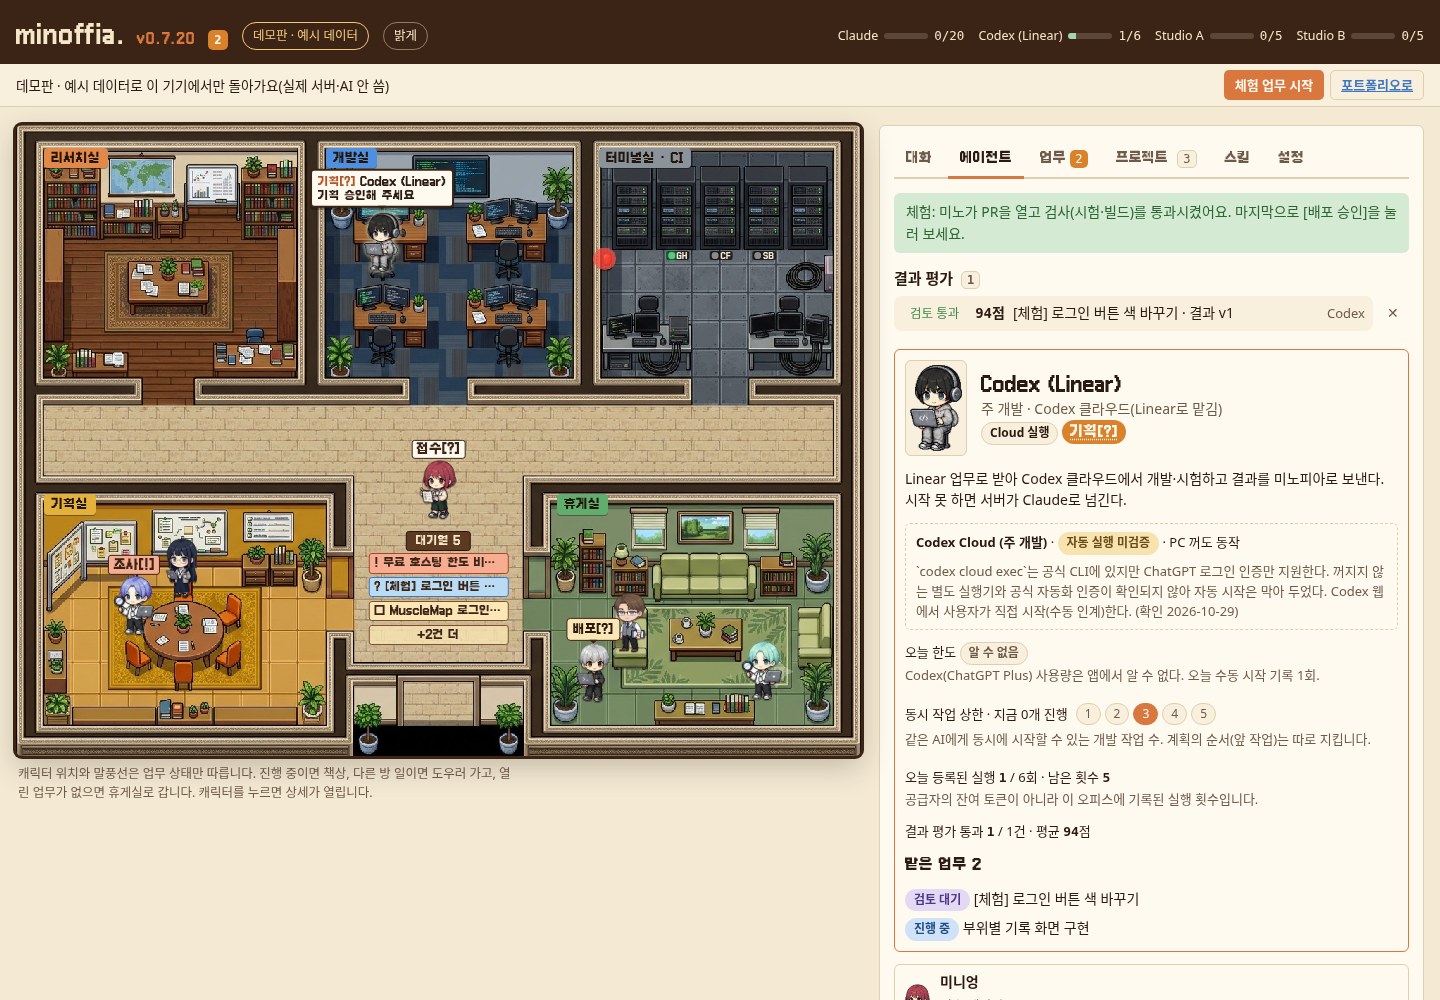 minoffia. v0.7.20 2 데모판 · 예시 데이터 밝게
Claude 0/20 Codex (Linear) 1/6 Studio A 0/5 Studio B 0/5
데모판 · 예시 데이터로 이 기기에서만 돌아가요(실제 서버·AI 안 씀)
체험 업무 시작 포트폴리오로
리서치실
개발실
터미널실 · CI
기획[?] Codex (Linear)
기획 승인해 주세요
GH CF SB
접수[?]
기획실
휴게실
대기열 5
! 무료 호스팅 한도 비…
? [체험] 로그인 버튼 …
□ MuscleMap 로그인…
+2건 더
조사[!]
배포[?]
캐릭터 위치와 말풍선은 업무 상태만 따릅니다. 진행 중이면 책상, 다른 방 일이면 도우러 가고, 열
린 업무가 없으면 휴게실로 갑니다. 캐릭터를 누르면 상세가 열립니다.
대화 에이전트 업무 2 프로젝트 3 스킬 설정
체험: 미노가 PR을 열고 검사(시험·빌드)를 통과시켰어요. 마지막으로 [배포 승인]을 눌
러 보세요.
결과 평가 1
검토 통과 94점 [체험] 로그인 버튼 색 바꾸기 · 결과 v1 Codex ✕
Codex (Linear)
주 개발 · Codex 클라우드(Linear로 맡김)
Cloud 실행 기획[?]
Linear 업무로 받아 Codex 클라우드에서 개발·시험하고 결과를 미노피아로 보낸다.
시작 못 하면 서버가 Claude로 넘긴다.
Codex Cloud (주 개발) · 자동 실행 미검증 · PC 꺼도 동작
`codex cloud exec`는 공식 CLI에 있지만 ChatGPT 로그인 인증만 지원한다. 꺼지지 않
는 별도 실행기와 공식 자동화 인증이 확인되지 않아 자동 시작은 막아 두었다. Codex 웹
에서 사용자가 직접 시작(수동 인계)한다. (확인 2026-10-29)
오늘 한도 알 수 없음
Codex(ChatGPT Plus) 사용량은 앱에서 알 수 없다. 오늘 수동 시작 기록 1회.
동시 작업 상한 · 지금 0개 진행 1 2 3 4 5
같은 AI에게 동시에 시작할 수 있는 개발 작업 수. 계획의 순서(앞 작업)는 따로 지킵니다.
오늘 등록된 실행 1 / 6회 · 남은 횟수 5
공급자의 잔여 토큰이 아니라 이 오피스에 기록된 실행 횟수입니다.
결과 평가 통과 1 / 1건 · 평균 94점
맡은 업무 2
검토 대기 [체험] 로그인 버튼 색 바꾸기
진행 중 부위별 기록 화면 구현
미니엉